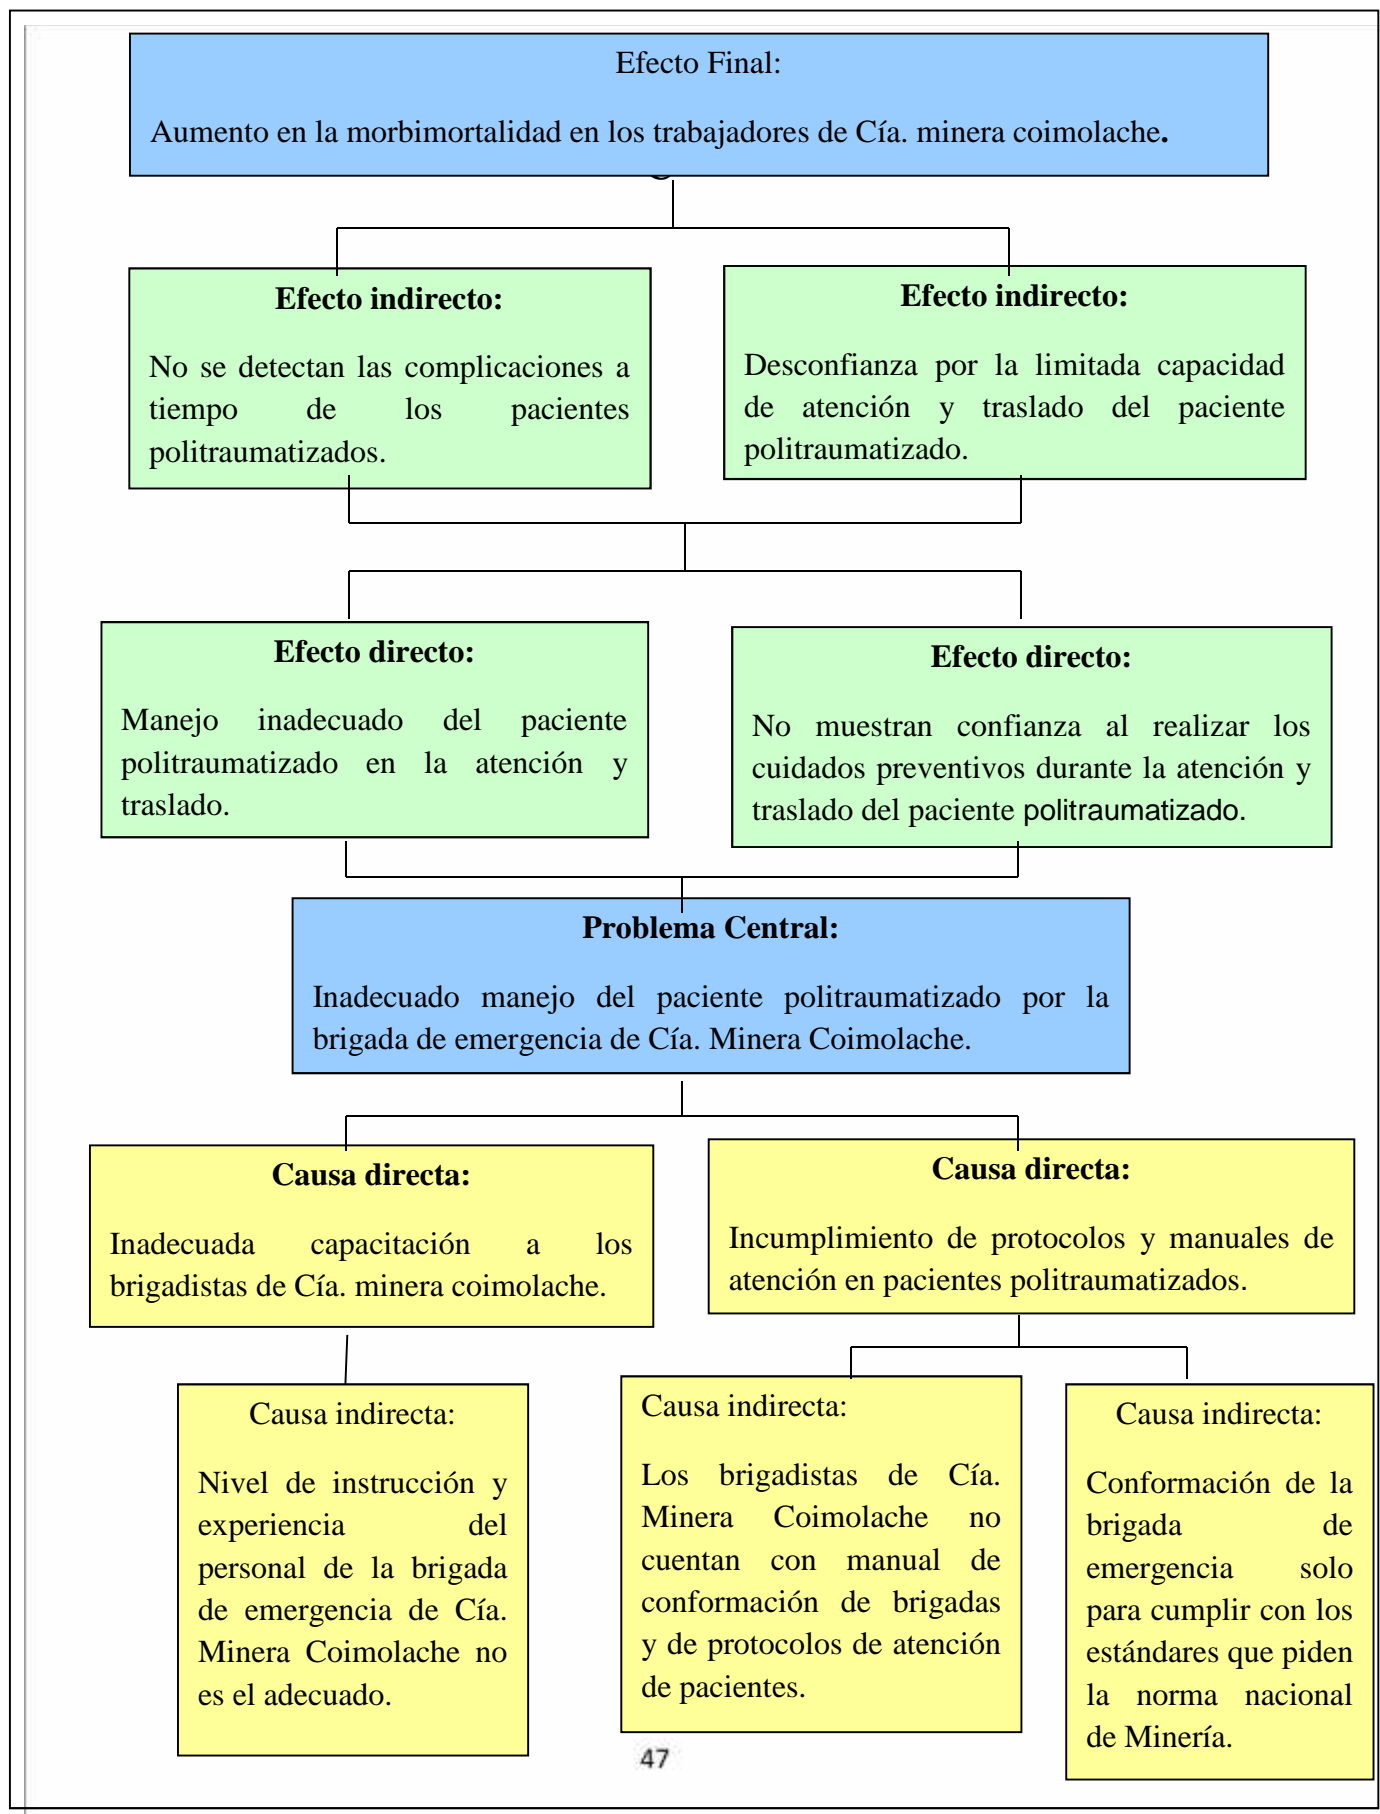 Efecto Final:
Aumento en la morbimortalidad en los trabajadores de Cía. minera coimolache.
Efecto indirecto:
No se detectan las complicaciones a
tiempo de los pacientes
politraumatizados.
Efecto indirecto:
Desconfianza por la limitada capacidad
de atención y traslado del paciente
politraumatizado.
Efecto directo:
Manejo inadecuado del paciente
politraumatizado en la atención y
traslado.
Efecto directo:
No muestran confianza al realizar los
cuidados preventivos durante la atención y
traslado del paciente politraumatizado.
Problema Central:
Inadecuado manejo del paciente politraumatizado por la
brigada de emergencia de Cía. Minera Coimolache.
Causa directa:
Inadecuada capacitación a los
brigadistas de Cía. minera coimolache.
Causa directa:
Incumplimiento de protocolos y manuales de
atención en pacientes politraumatizados.
Causa indirecta:
Nivel de instrucción y
experiencia del
personal de la brigada
de emergencia de Cía.
Minera Coimolache no
es el adecuado.
Causa indirecta:
Los brigadistas de Cía.
Minera Coimolache no
cuentan con manual de
conformación de brigadas
y de protocolos de atención
de pacientes.
Causa indirecta:
Conformación de la
brigada de
emergencia solo
para cumplir con los
estándares que piden
la norma nacional
de Minería.
47